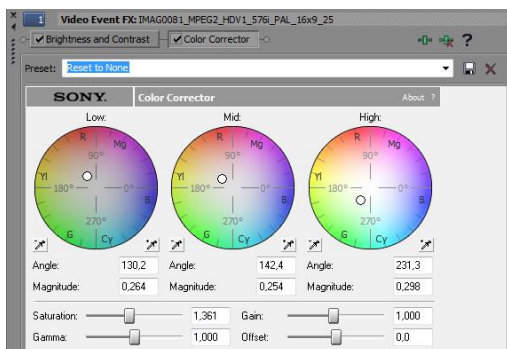 1 Video Event FX: IMAG0081_MPEG2_HDV1_576i_PAL_16x9_25
Brightness and Contrast Color Corrector ?
Preset: Reset to None
SONY. Color Corrector About ?
Low: Mid: High:
R Mg R Mg R Mg
90° 90° 90°
Yl 180° 0° B Yl 180° 0° B Yl 180° 0° B
270° 270° 270°
G Cy G Cy G Cy
Angle: 130,2 Angle: 142,4 Angle: 231,3
Magnitude: 0,264 Magnitude: 0,254 Magnitude: 0,298
Saturation: 1,361 Gain: 1,000
Gamma: 1,000 Offset: 0,0